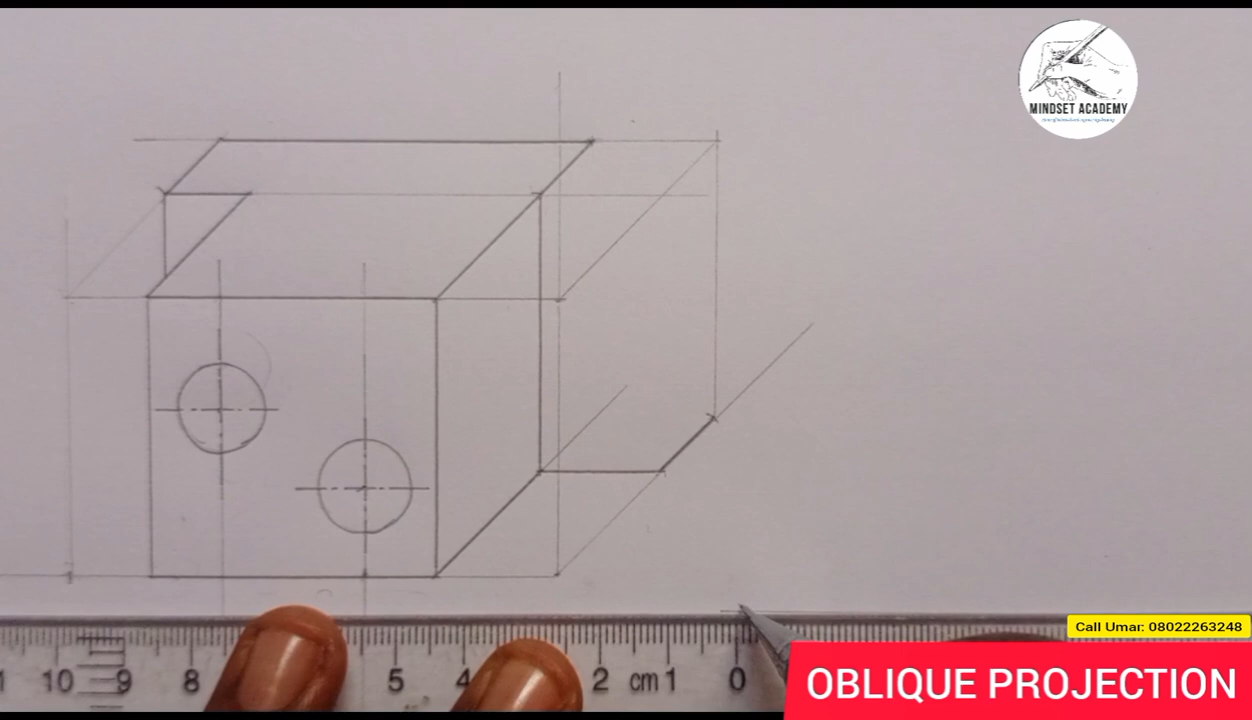 MINDSET ACADEMY
Call Umar: 08022263248
10 9 8 5 4 2 cm 1 0
OBLIQUE PROJECTION